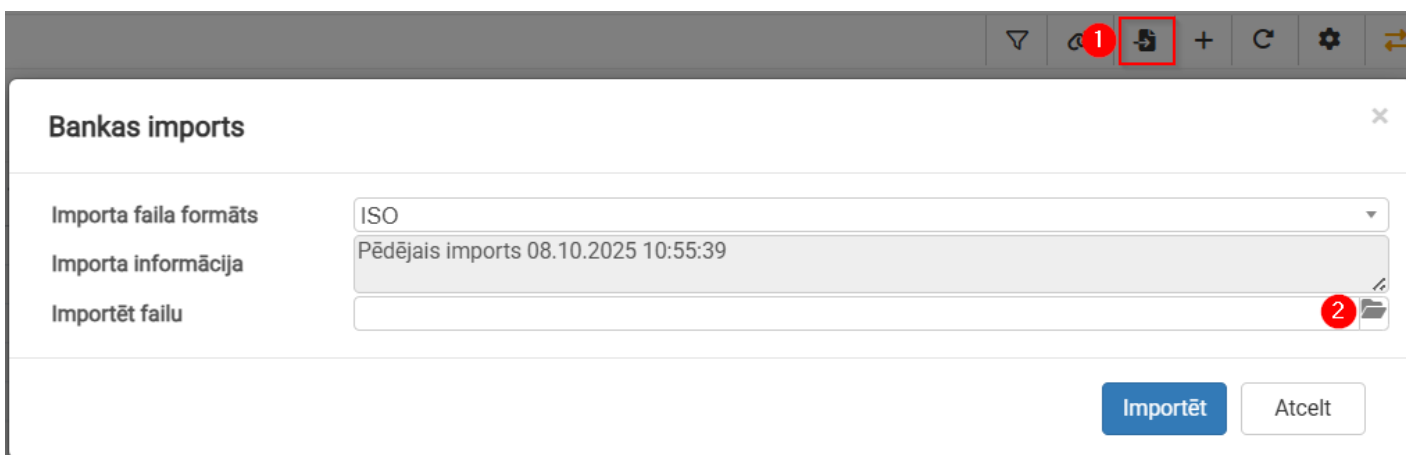 1
Bankas imports
×
Importa faila formāts
ISO
Importa informācija
Pēdējais imports 08.10.2025 10:55:39
Importēt failu
2
Importēt
Atcelt